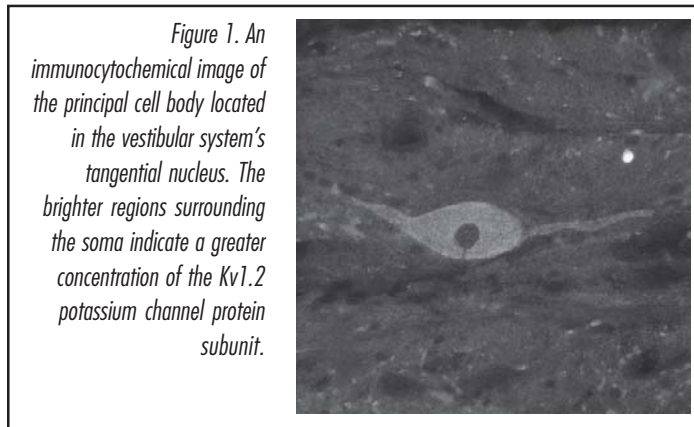 Figure 1. An
immunocytochemical image of
the principal cell body located
in the vestibular system’s
tangential nucleus. The
brighter regions surrounding
the soma indicate a greater
concentration of the Kv1.2
potassium channel protein
subunit.